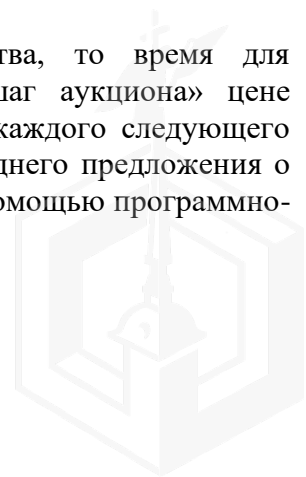 тва, то время для
шаг аукциона» цене
каждого следующего
днего предложения о
омощью программно-